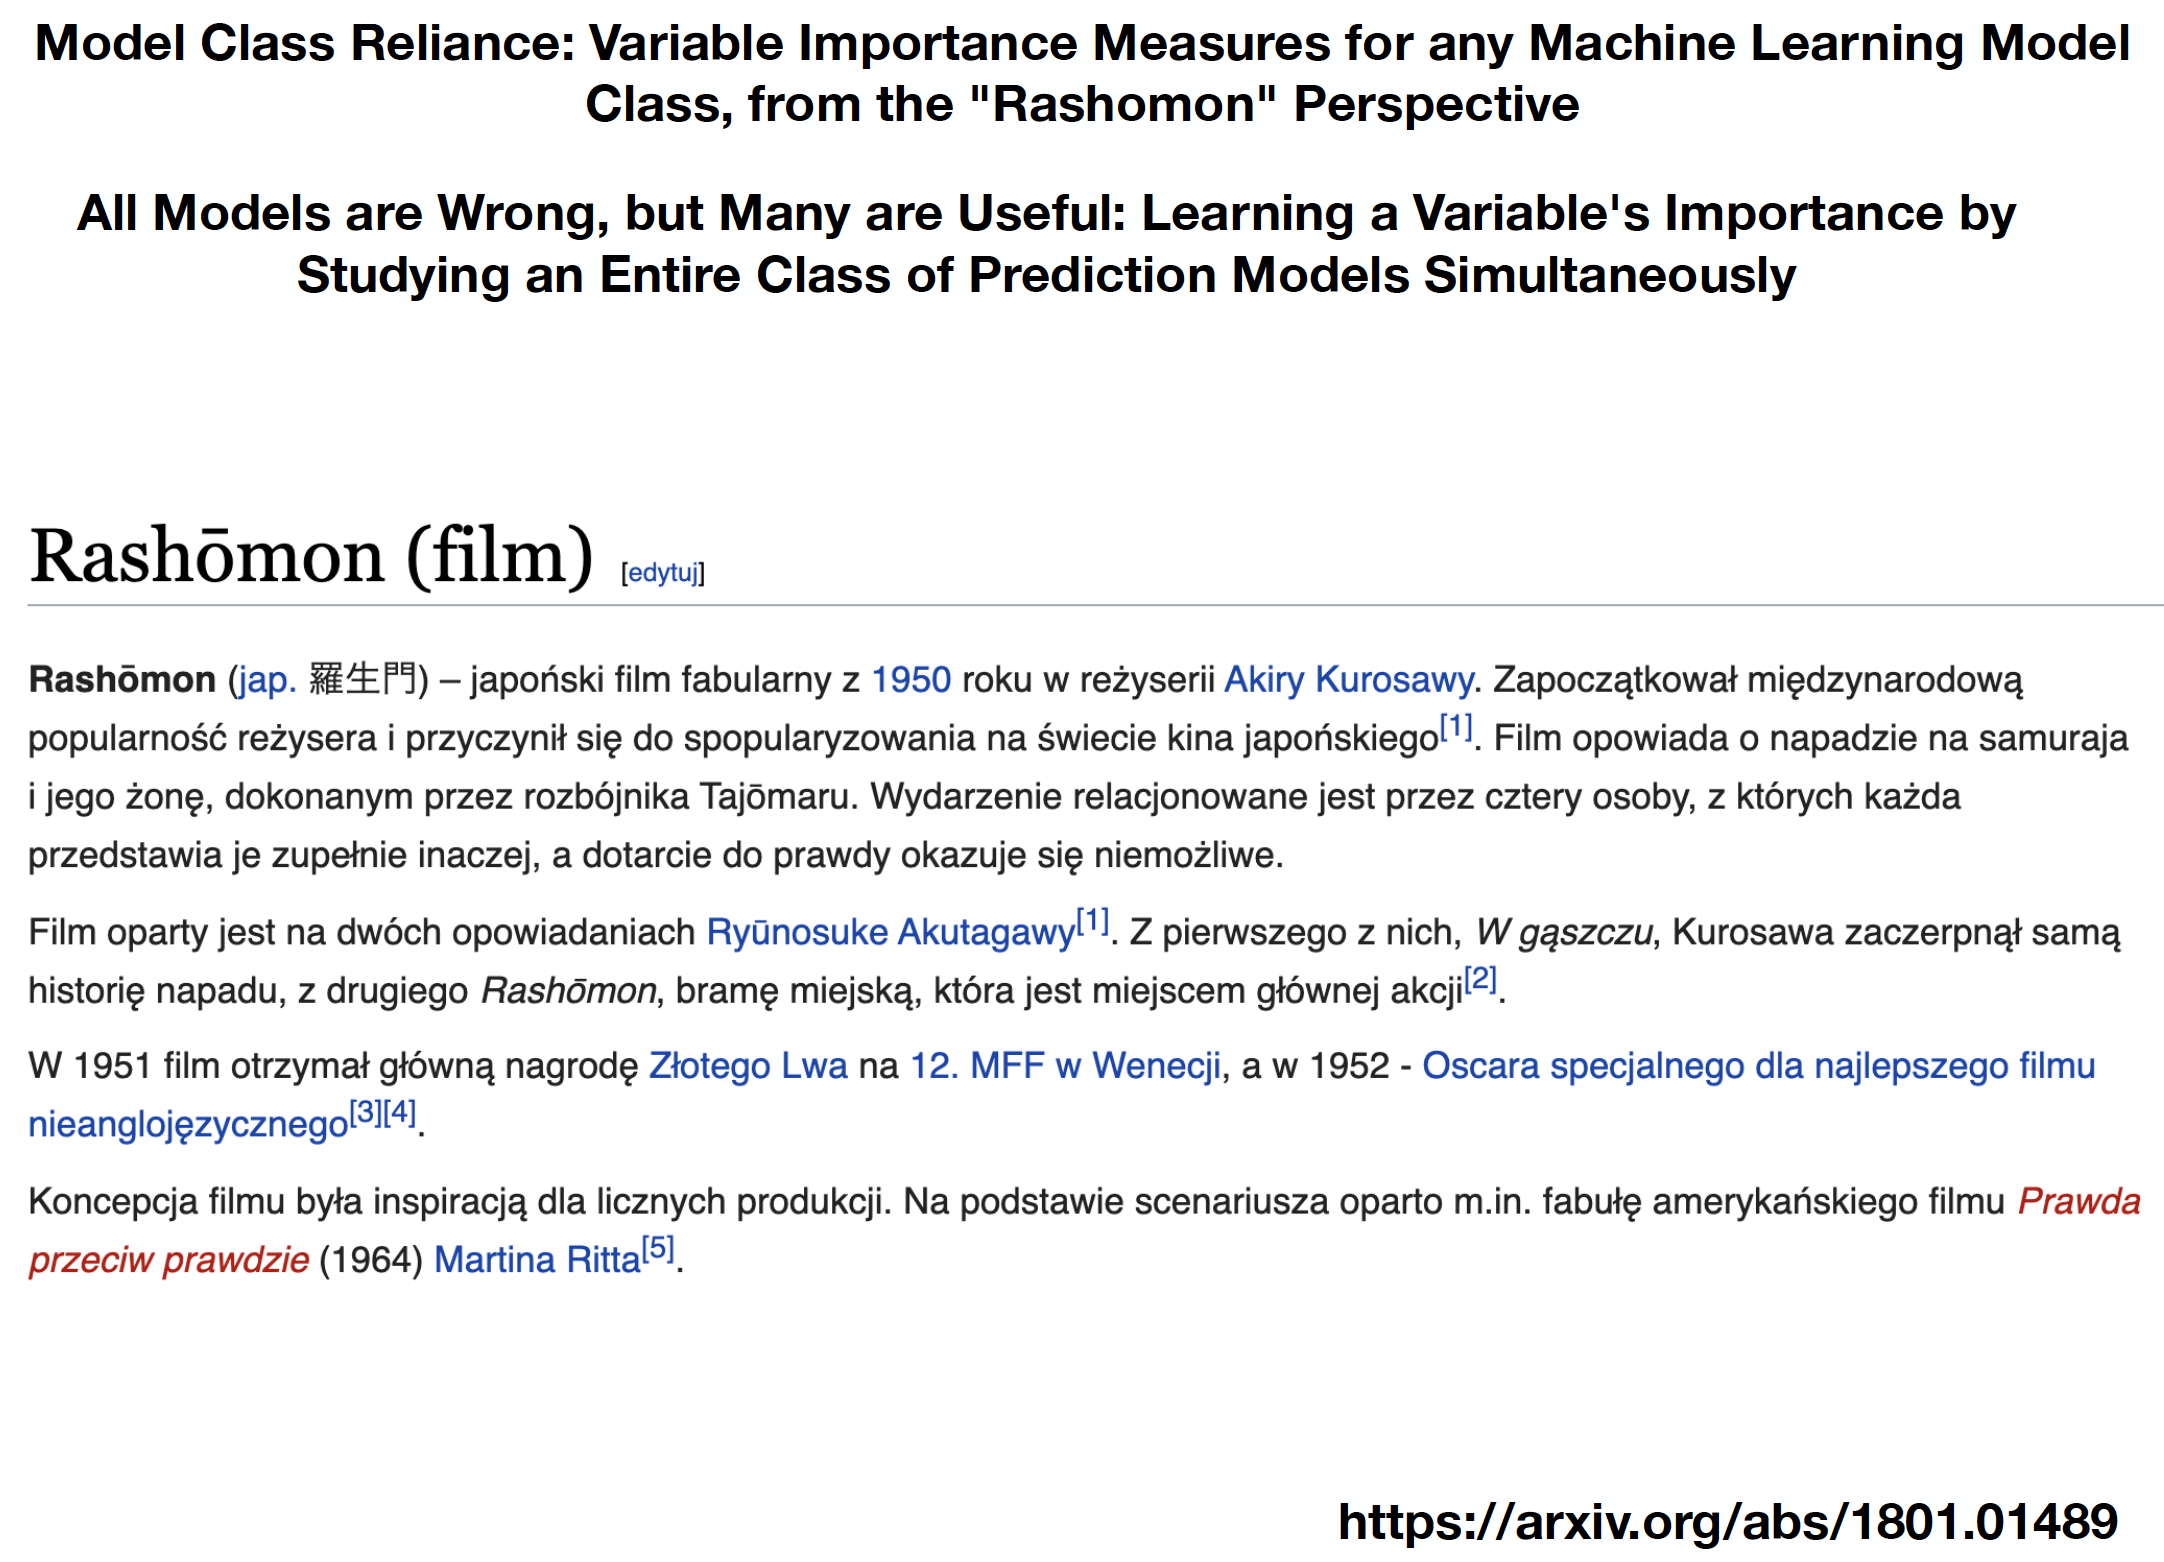 Model Class Reliance: Variable Importance Measures for any Machine Learning Model
Class, from the "Rashomon" Perspective
All Models are Wrong, but Many are Useful: Learning a Variable's Importance by
Studying an Entire Class of Prediction Models Simultaneously
Rashōmon (film) [edytuj]
Rashōmon (jap. 羅生門) – japoński film fabularny z 1950 roku w reżyserii Akiry Kurosawy. Zapoczątkował międzynarodową
popularność reżysera i przyczynił się do spopularyzowania na świecie kina japońskiego[1]. Film opowiada o napadzie na samuraja
i jego żonę, dokonanym przez rozbójnika Tajōmaru. Wydarzenie relacjonowane jest przez cztery osoby, z których każda
przedstawia je zupełnie inaczej, a dotarcie do prawdy okazuje się niemożliwe.
Film oparty jest na dwóch opowiadaniach Ryūnosuke Akutagawy[1]. Z pierwszego z nich, W gąszczu, Kurosawa zaczerpnął samą
historię napadu, z drugiego Rashōmon, bramę miejską, która jest miejscem głównej akcji[2].
W 1951 film otrzymał główną nagrodę Złotego Lwa na 12. MFF w Wenecji, a w 1952 - Oscara specjalnego dla najlepszego filmu
nieanglojęzycznego[3][4].
Koncepcja filmu była inspiracją dla licznych produkcji. Na podstawie scenariusza oparto m.in. fabułę amerykańskiego filmu Prawda
przeciw prawdzie (1964) Martina Ritta[5].
https://arxiv.org/abs/1801.01489